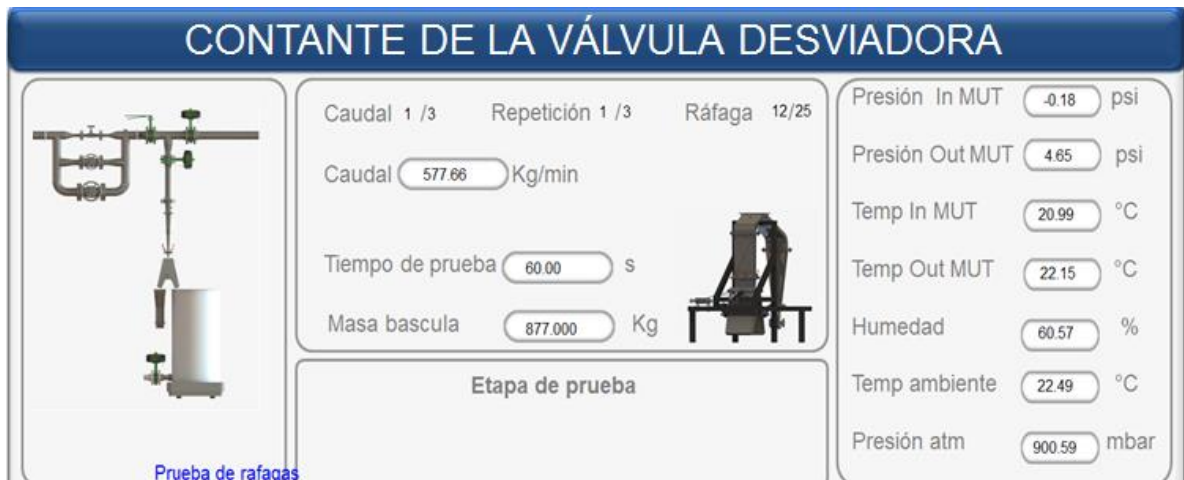 CONTANTE DE LA VÁLVULA DESVIADORA
Caudal 1 /3 Repetición 1 /3 Ráfaga 12/25
Caudal 577.66 Kg/min
Tiempo de prueba 60.00 s
Masa bascula 877.000 Kg
Etapa de prueba
Prueba de rafagas
Presión In MUT -0.18 psi
Presión Out MUT 4.65 psi
Temp In MUT 20.99 °C
Temp Out MUT 22.15 °C
Humedad 60.57 %
Temp ambiente 22.49 °C
Presión atm 900.59 mbar